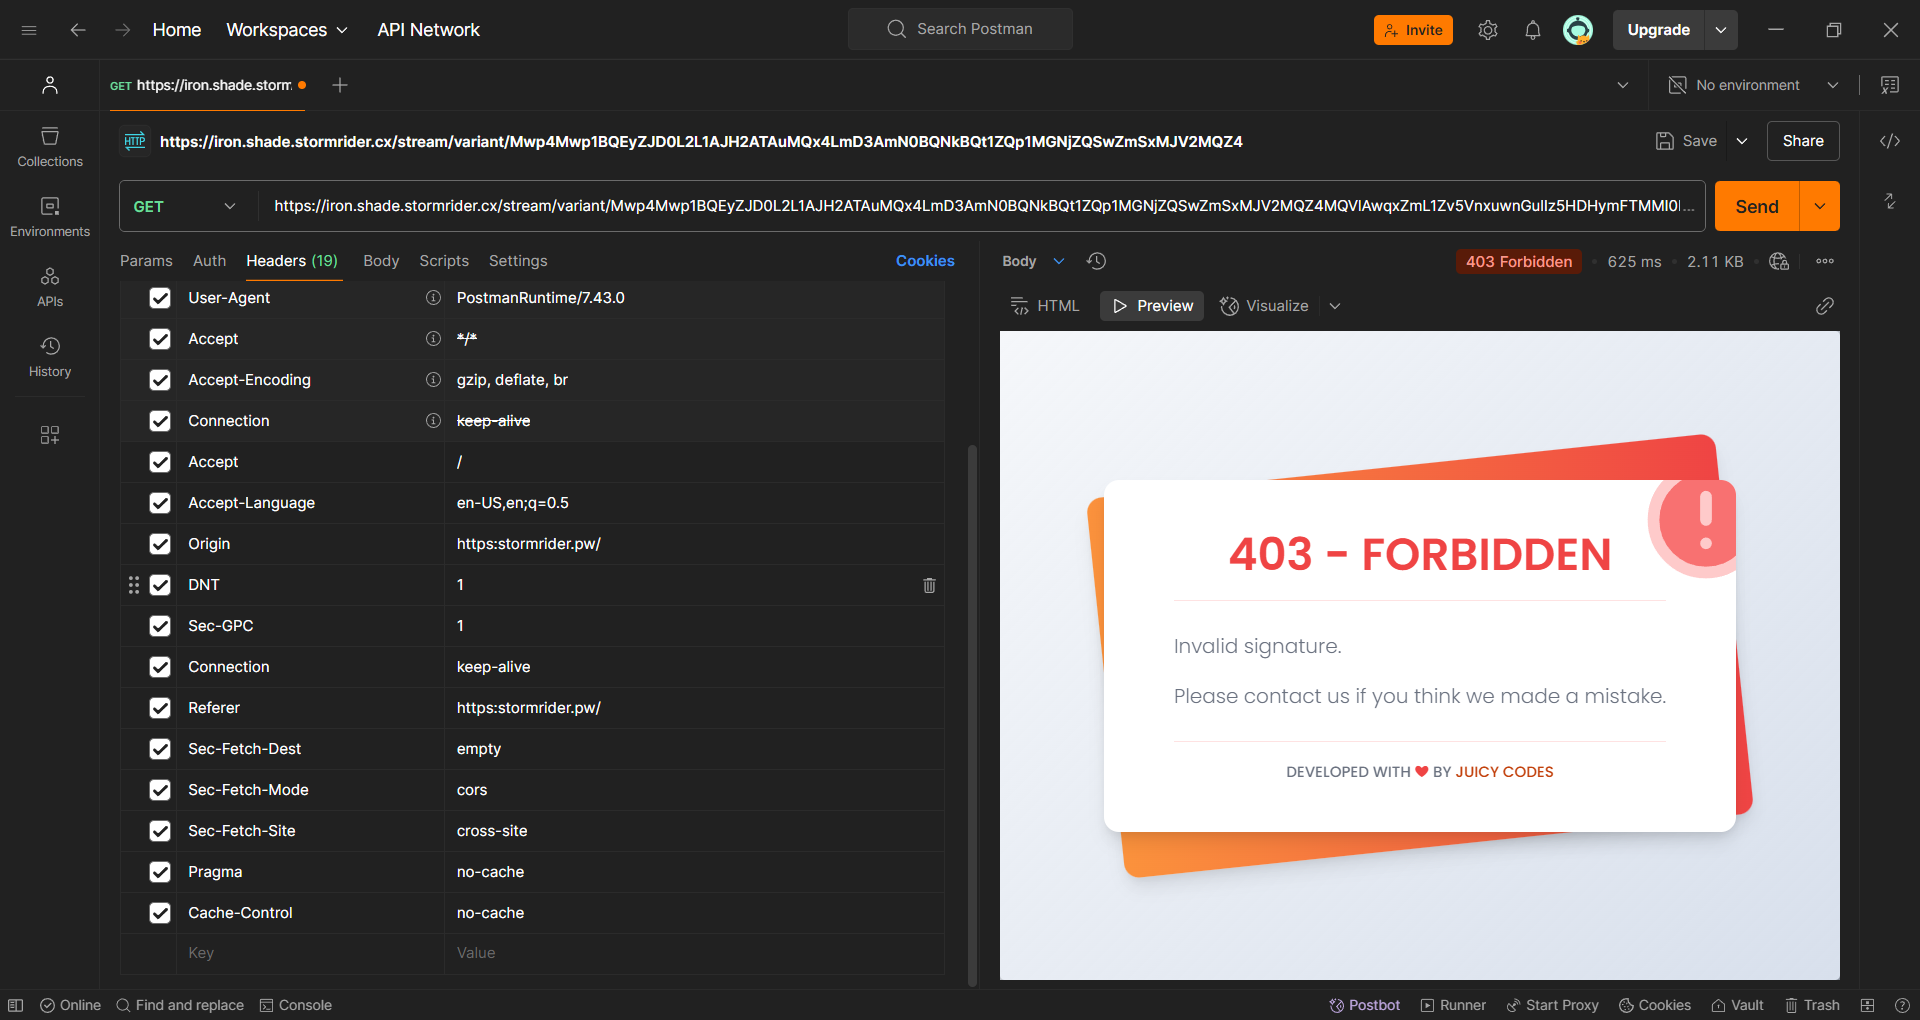 Home
Workspaces
API Network
Search Postman
Invite
Upgrade
GET https://iron.shade.storm
No environment
HTTP
https://iron.shade.stormrider.cx/stream/variant/Mwp4Mwp1BQEyZJD0L2L1AJH2ATAuMQx4LmD3AmN0BQNkBQt1ZQp1MGNjZQSwZmSxMJV2MQZ4
Save
Share
Collections
GET
https://iron.shade.stormrider.cx/stream/variant/Mwp4Mwp1BQEyZJD0L2L1AJH2ATAuMQx4LmD3AmN0BQNkBQt1ZQp1MGNjZQSwZmSxMJV2MQZ4MQVlAwqxZmL1Zv5VnxuwnGullz5HDHymFTMMI0l...
Send
Environments
Params
Auth
Headers (19)
Body
Scripts
Settings
Cookies
Body
403 Forbidden
625 ms
2.11 KB
APIs
HTML
Preview
Visualize
History
User-Agent
PostmanRuntime/7.43.0
Accept
*/*
Accept-Encoding
gzip, deflate, br
Connection
keep-alive
Accept
/
Accept-Language
en-US,en;q=0.5
Origin
https:stormrider.pw/
DNT
1
Sec-GPC
1
Connection
keep-alive
Referer
https:stormrider.pw/
Sec-Fetch-Dest
empty
Sec-Fetch-Mode
cors
Sec-Fetch-Site
cross-site
Pragma
no-cache
Cache-Control
no-cache
Key
Value
403 - FORBIDDEN
Invalid signature.
Please contact us if you think we made a mistake.
DEVELOPED WITH ❤ BY JUICY CODES
Online
Find and replace
Console
Postbot
Runner
Start Proxy
Cookies
Vault
Trash